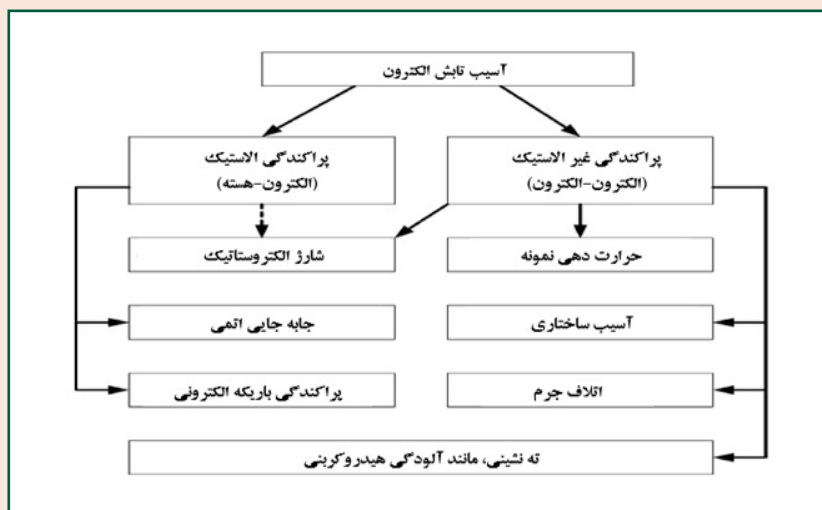 آسیب تابش الکترون
پراکندگی الاستیک
(الکترون-هسته)
پراکندگی غیر الاستیک
(الکترون-الکترون)
شارژ الکتروستاتیک
حرارت دهی نمونه
جابه جایی اتمی
آسیب ساختاری
پراکندگی باریکه الکترونی
اتلاف جرم
ته نشینی، مانند آلودگی هیدروکربنی